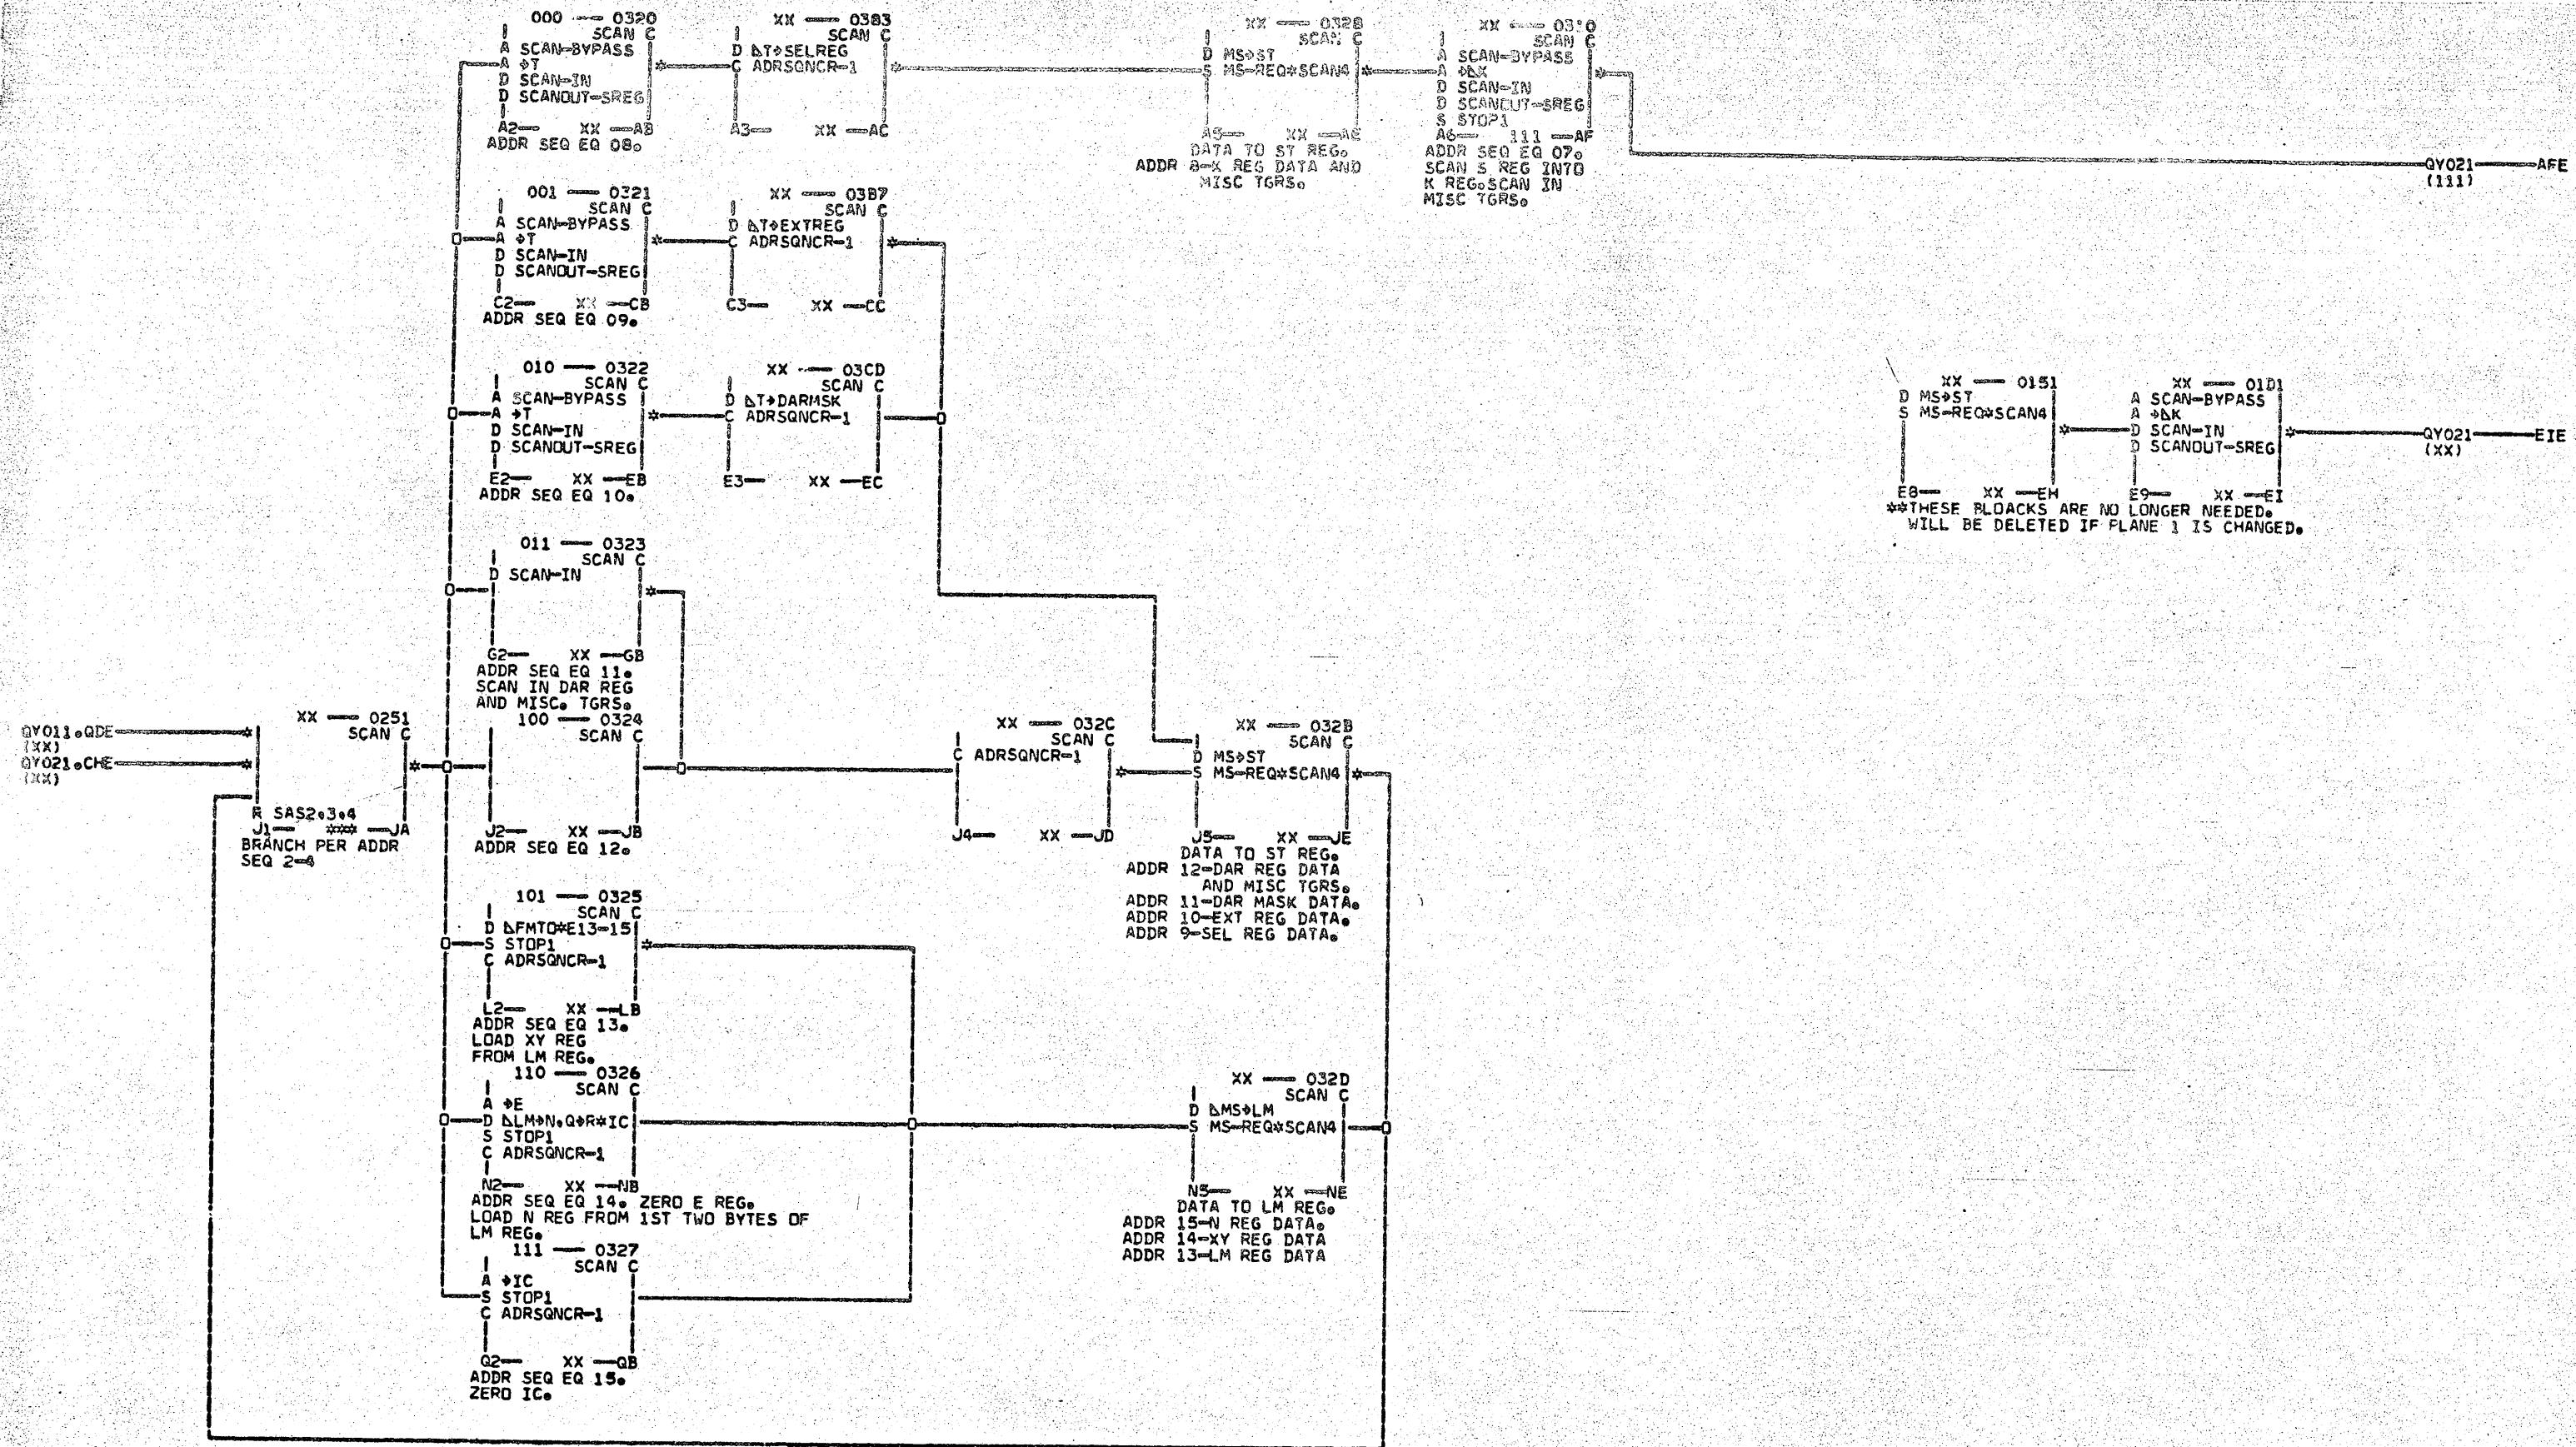 000 — 0320
SCAN C
A SCAN-BYPASS
A →T
D SCAN-IN
D SCANOUT-SREG
A2— XX —AB
ADDR SEQ EQ 08.
XX — 0383
SCAN C
D ΔT→SELREG
C ADRSQNCR-1
A3— XX —AC
XX — 0328
SCAN C
D MS→ST
S MS-REQ*SCAN4
A5— XX —AE
DATA TO ST REG.
ADDR 8-K REG DATA AND
MISC TGRS.
XX —
SCAN C
A SCAN-BYPASS
D SCAN-IN
D SCANOUT-SREG
S STOP1
A6— 111 —AF
ADDR SEQ EQ 07.
SCAN S REG INTO
K REG.SCAN IN
MISC TGRS.
QY021 —AFE
(111)
001 — 0321
SCAN C
A SCAN-BYPASS
A →T
D SCAN-IN
D SCANOUT-SREG
C2— XX —CB
ADDR SEQ EQ 09.
XX — 03B7
SCAN C
D ΔT→EXTREG
C ADRSQNCR-1
C3— XX —CC
010 — 0322
SCAN C
A SCAN-BYPASS
A →T
D SCAN-IN
D SCANOUT-SREG
E2— XX —EB
ADDR SEQ EQ 10.
XX — 03CD
SCAN C
D ΔT→DARMSK
C ADRSQNCR-1
E3— XX —EC
XX — 0151
D MS→ST
S MS-REQ*SCAN4
E8— XX —EH
XX — 01D1
A SCAN-BYPASS
A →ΔK
D SCAN-IN
D SCANOUT-SREG
E9— XX —EI
**THESE BLOACKS ARE NO LONGER NEEDED.
WILL BE DELETED IF PLANE 1 IS CHANGED.
QY021 —EIE
(XX)
011 — 0323
SCAN C
D SCAN-IN
G2— XX —GB
ADDR SEQ EQ 11.
SCAN IN DAR REG
AND MISC. TGRS.
QY011.QDE
(XX)
QY021.CHE
(XX)
XX — 0251
SCAN C
R SAS2.3.4
J1— *** —JA
BRANCH PER ADDR
SEQ 2-4
100 — 0324
SCAN C
J2— XX —JB
ADDR SEQ EQ 12.
XX — 032C
SCAN C
C ADRSQNCR-1
J4— XX —JD
XX — 032B
SCAN C
D MS→ST
S MS-REQ*SCAN4
J5— XX —JE
DATA TO ST REG.
ADDR 12-DAR REG DATA
AND MISC TGRS.
ADDR 11-DAR MASK DATA.
ADDR 10-EXT REG DATA.
ADDR 9-SEL REG DATA.
101 — 0325
SCAN C
D ΔFMTO*E13-15
S STOP1
C ADRSQNCR-1
L2— XX —LB
ADDR SEQ EQ 13.
LOAD XY REG
FROM LM REG.
110 — 0326
SCAN C
A →E
D ΔLM→N.Q→R*IC
S STOP1
C ADRSQNCR-1
N2— XX —NB
ADDR SEQ EQ 14. ZERO E REG.
LOAD N REG FROM 1ST TWO BYTES OF
LM REG.
XX — 032D
SCAN C
D ΔMS→LM
S MS-REQ*SCAN4
N5— XX —NE
DATA TO LM REG.
ADDR 15-N REG DATA.
ADDR 14-XY REG DATA
ADDR 13-LM REG DATA
111 — 0327
SCAN C
A →IC
S STOP1
C ADRSQNCR-1
Q2— XX —QB
ADDR SEQ EQ 15.
ZERO IC.